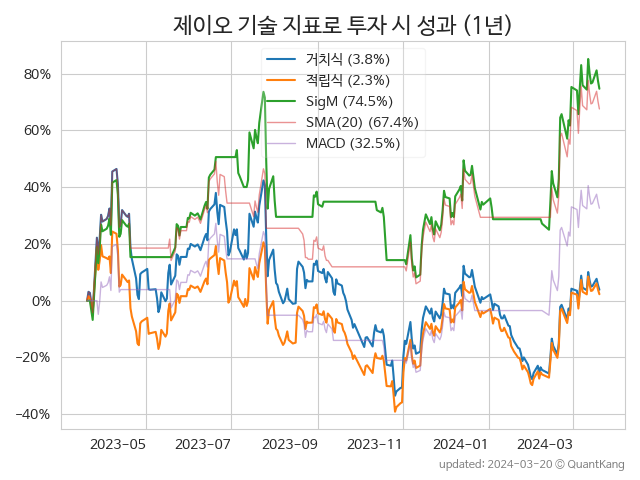 제이오 기술 지표로 투자 시 성과 (1년)
거치식 (3.8%)
적립식 (2.3%)
SigM (74.5%)
SMA(20) (67.4%)
MACD (32.5%)
80%
60%
40%
20%
0%
−20%
−40%
2023-05
2023-07
2023-09
2023-11
2024-01
2024-03
updated: 2024-03-20 © QuantKang